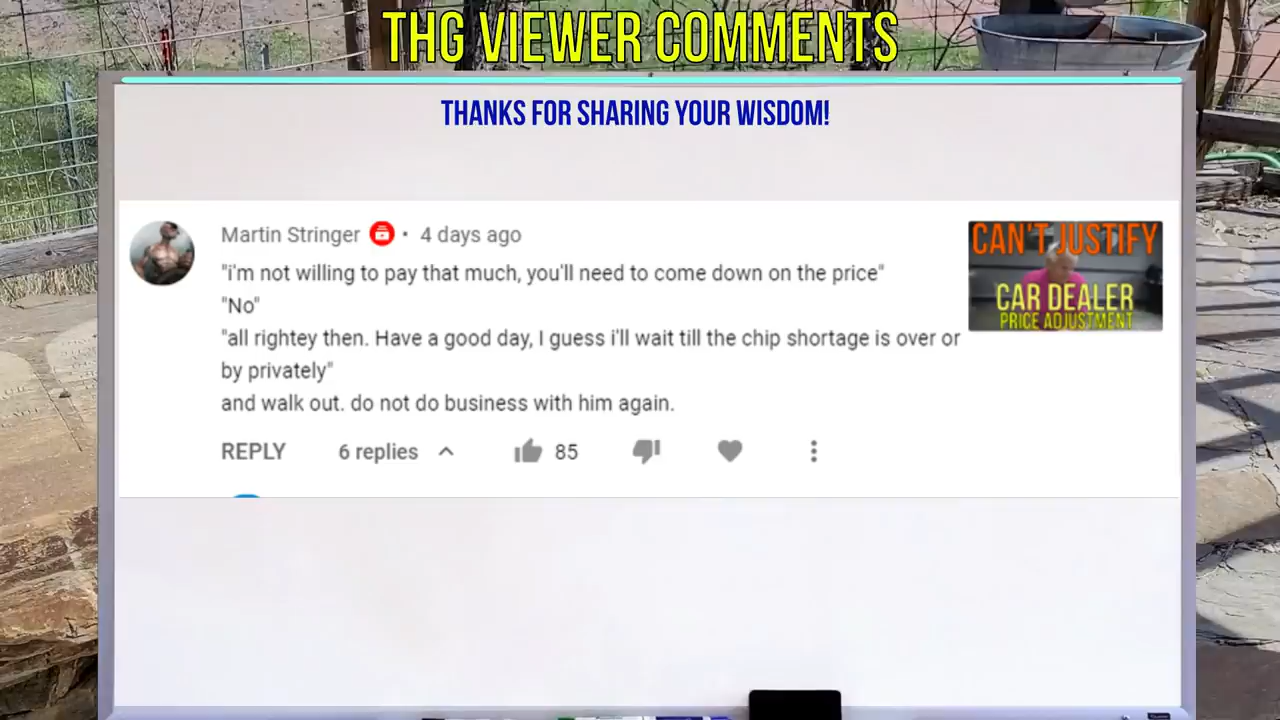 THG VIEWER COMMENTS
THANKS FOR SHARING YOUR WISDOM!
Martin Stringer • 4 days ago
"i'm not willing to pay that much, you'll need to come down on the price"
"No"
"all rightey then. Have a good day, I guess i'll wait till the chip shortage is over or
by privately"
and walk out. do not do business with him again.
REPLY 6 replies 85
CAN'T JUSTIFY
CAR DEALER
PRICE ADJUSTMENT